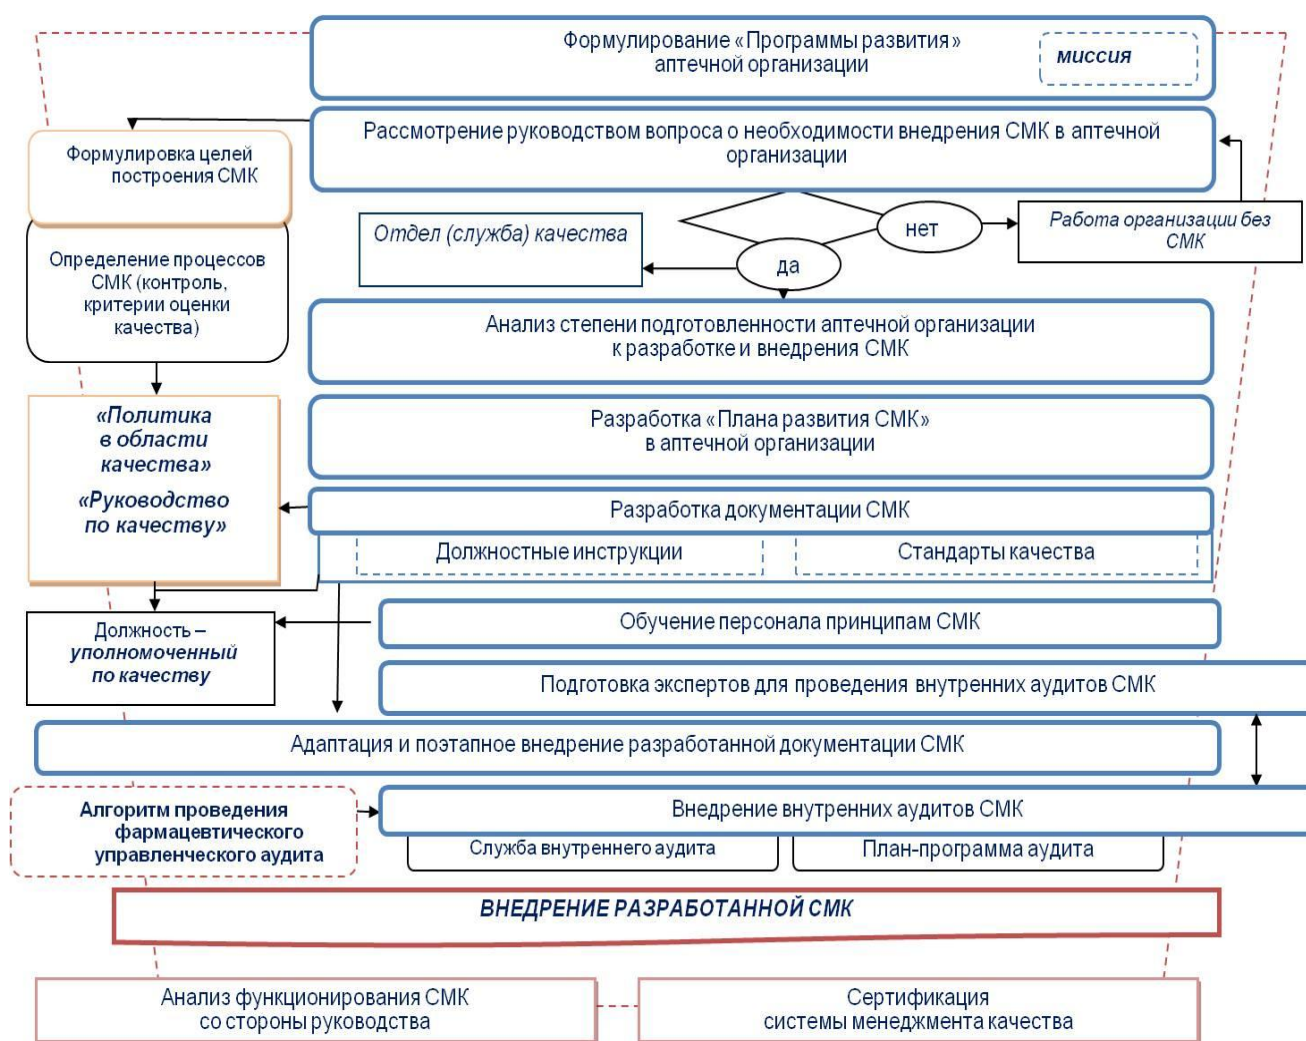 Формулирование «Программы развития»
аптечной организации
миссия
Рассмотрение руководством вопроса о необходимости внедрения СМК в аптечной
организации
Формулировка целей
построения СМК
нет
Работа организации без
СМК
Отдел (служба) качества
да
Определение процессов
СМК (контроль,
критерии оценки
качества)
Анализ степени подготовленности аптечной организации
к разработке и внедрения СМК
«Политика
в области
качества»
«Руководство
по качеству»
Разработка «Плана развития СМК»
в аптечной организации
Разработка документации СМК
Должностные инструкции
Стандарты качества
Должность –
уполномоченный
по качеству
Обучение персонала принципам СМК
Подготовка экспертов для проведения внутренних аудитов СМК
Адаптация и поэтапное внедрение разработанной документации СМК
Алгоритм проведения
фармацевтического
управленческого аудита
Внедрение внутренних аудитов СМК
Служба внутреннего аудита
План-программа аудита
ВНЕДРЕНИЕ РАЗРАБОТАННОЙ СМК
Анализ функционирования СМК
со стороны руководства
Сертификация
системы менеджмента качества